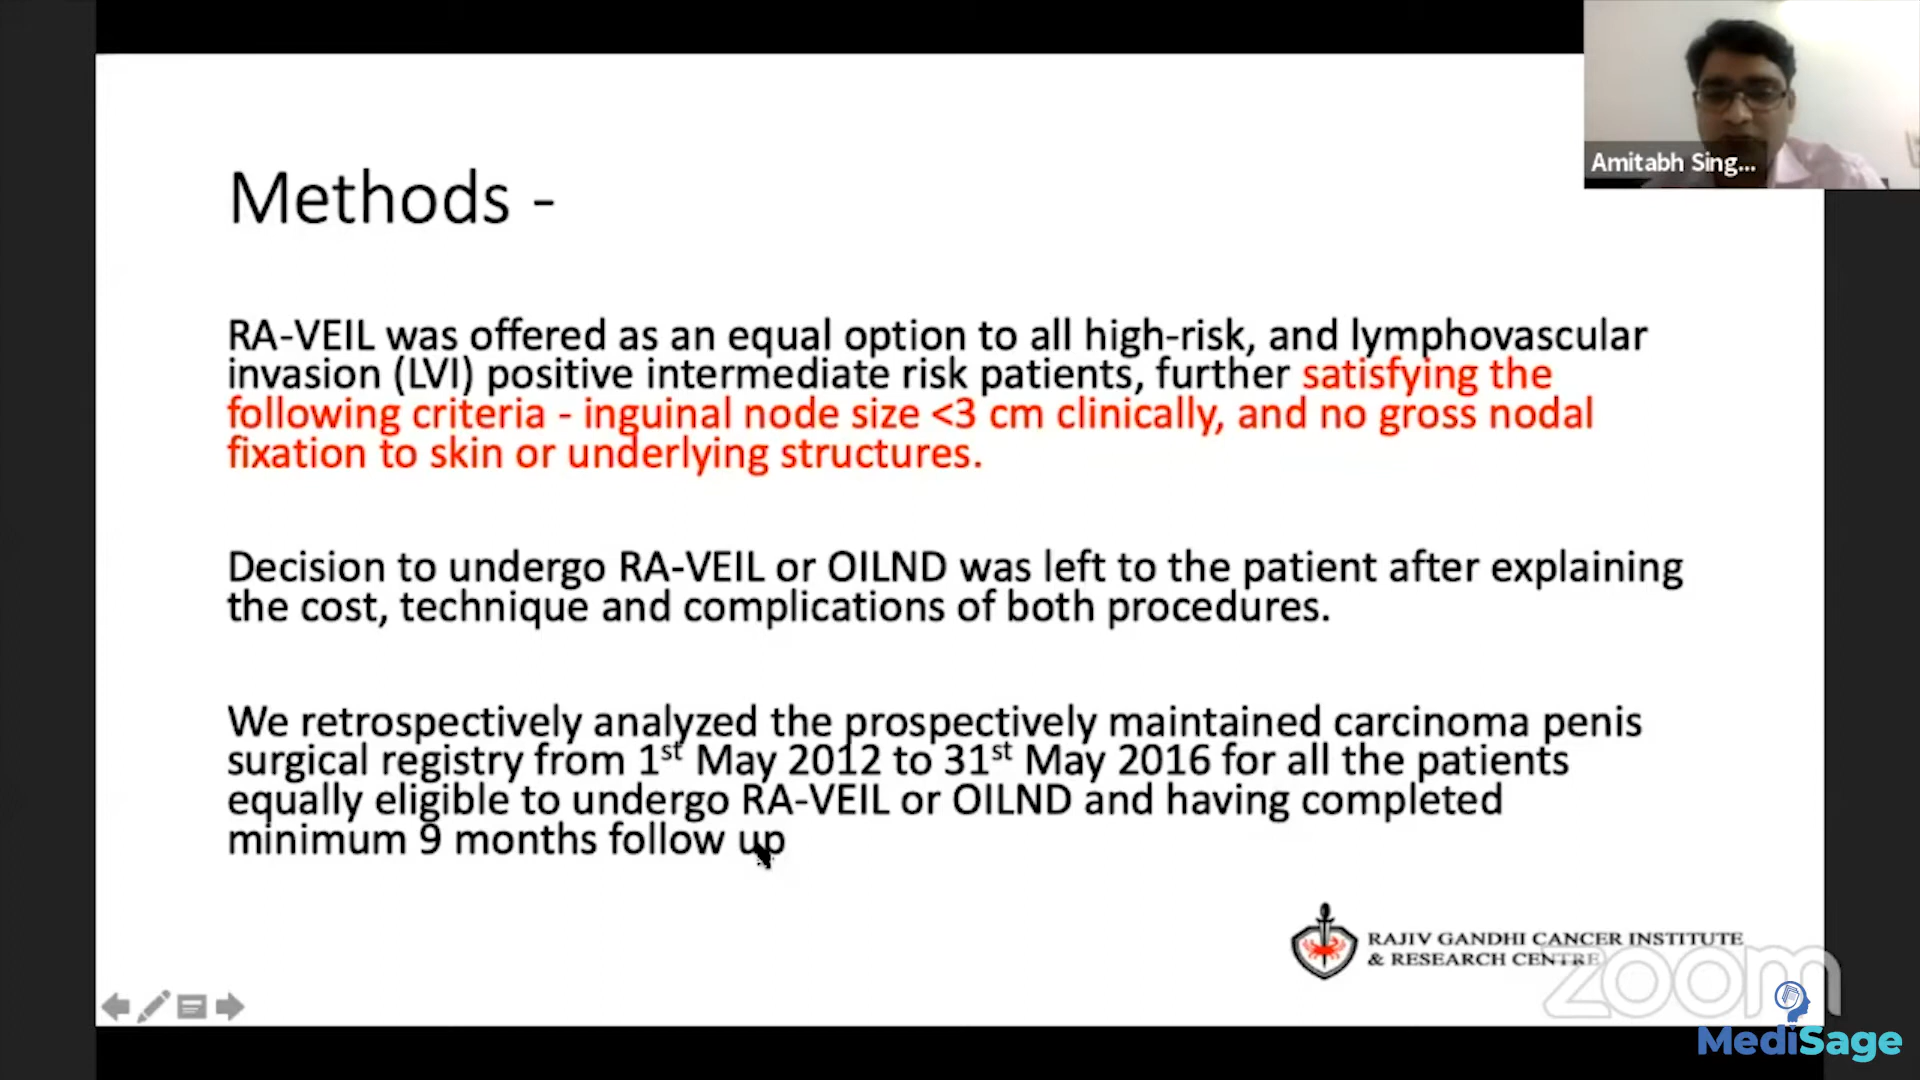 Amitabh Sing...
Methods -
RA-VEIL was offered as an equal option to all high-risk, and lymphovascular
invasion (LVI) positive intermediate risk patients, further satisfying the
following criteria - inguinal node size <3 cm clinically, and no gross nodal
fixation to skin or underlying structures.
Decision to undergo RA-VEIL or OILND was left to the patient after explaining
the cost, technique and complications of both procedures.
We retrospectively analyzed the prospectively maintained carcinoma penis
surgical registry from 1st May 2012 to 31st May 2016 for all the patients
equally eligible to undergo RA-VEIL or OILND and having completed
minimum 9 months follow up
RAJIV GANDHI CANCER INSTITUTE
& RESEARCH CENTRE
zoom
MediSage